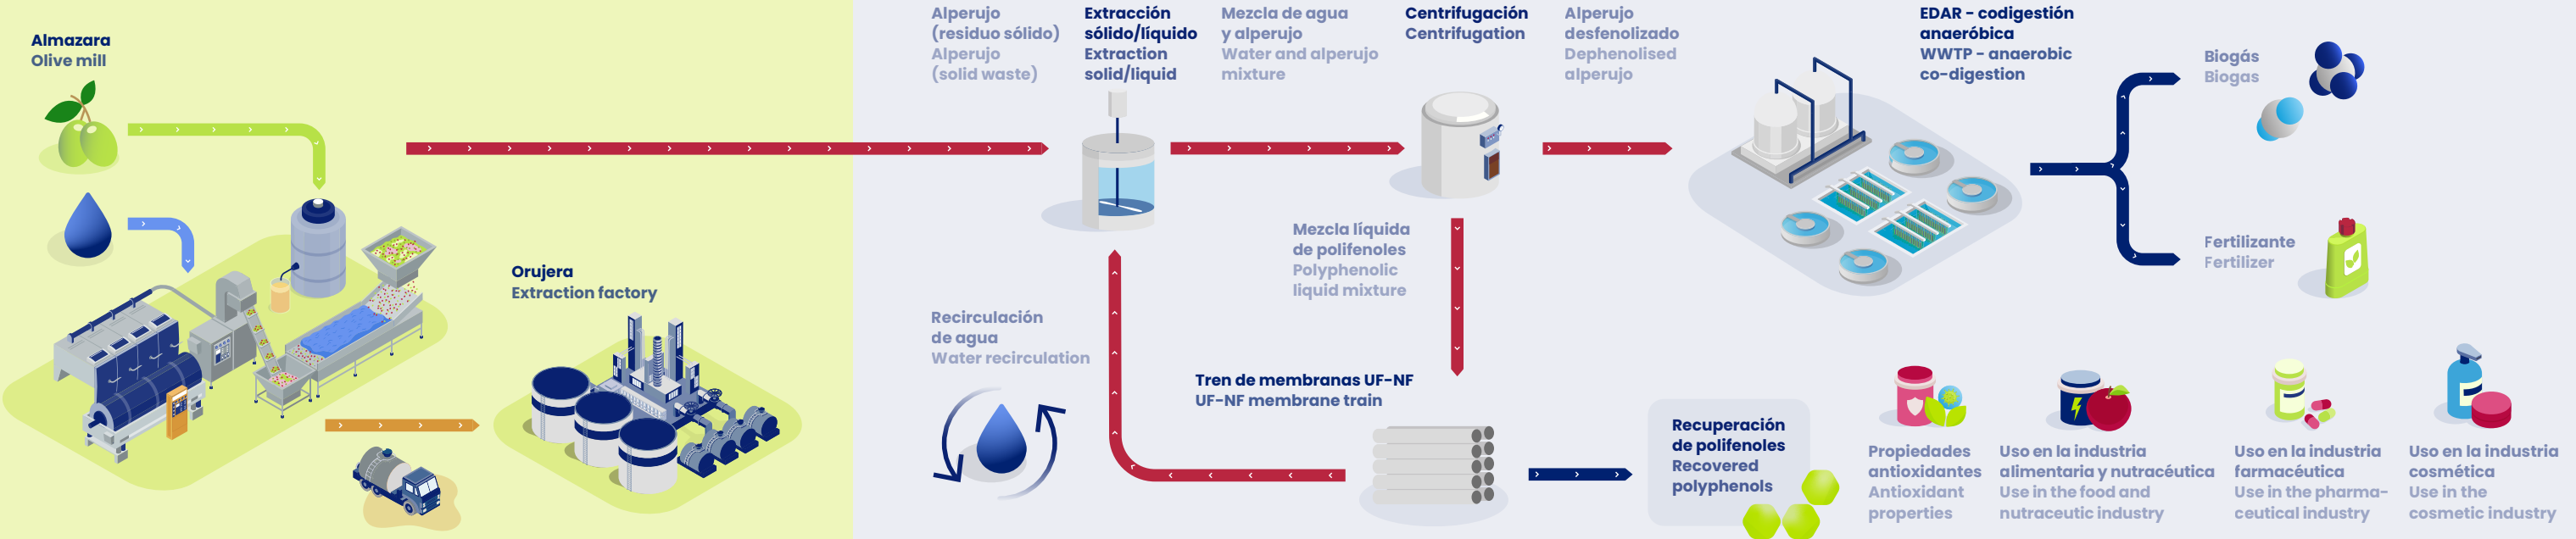 Almazara
Olive mill
Orujera
Extraction factory
Alperujo
(residuo sólido)
Alperujo
(solid waste)
Extracción
sólido/líquido
Extraction
solid/liquid
Mezcla de agua
y alperujo
Water and alperujo
mixture
Centrifugación
Centrifugation
Alperujo
desfenolizado
Dephenolised
alperujo
EDAR - codigestión
anaeróbica
WWTP - anaerobic
co-digestion
Biogás
Biogas
Fertilizante
Fertilizer
Mezcla líquida
de polifenoles
Polyphenolic
liquid mixture
Recirculación
de agua
Water recirculation
Tren de membranas UF-NF
UF-NF membrane train
Recuperación
de polifenoles
Recovered
polyphenols
Propiedades
antioxidantes
Antioxidant
properties
Uso en la industria
alimentaria y nutracéutica
Use in the food and
nutraceutic industry
Uso en la industria
farmacéutica
Use in the pharma-
ceutical industry
Uso en la industria
cosmética
Use in the
cosmetic industry